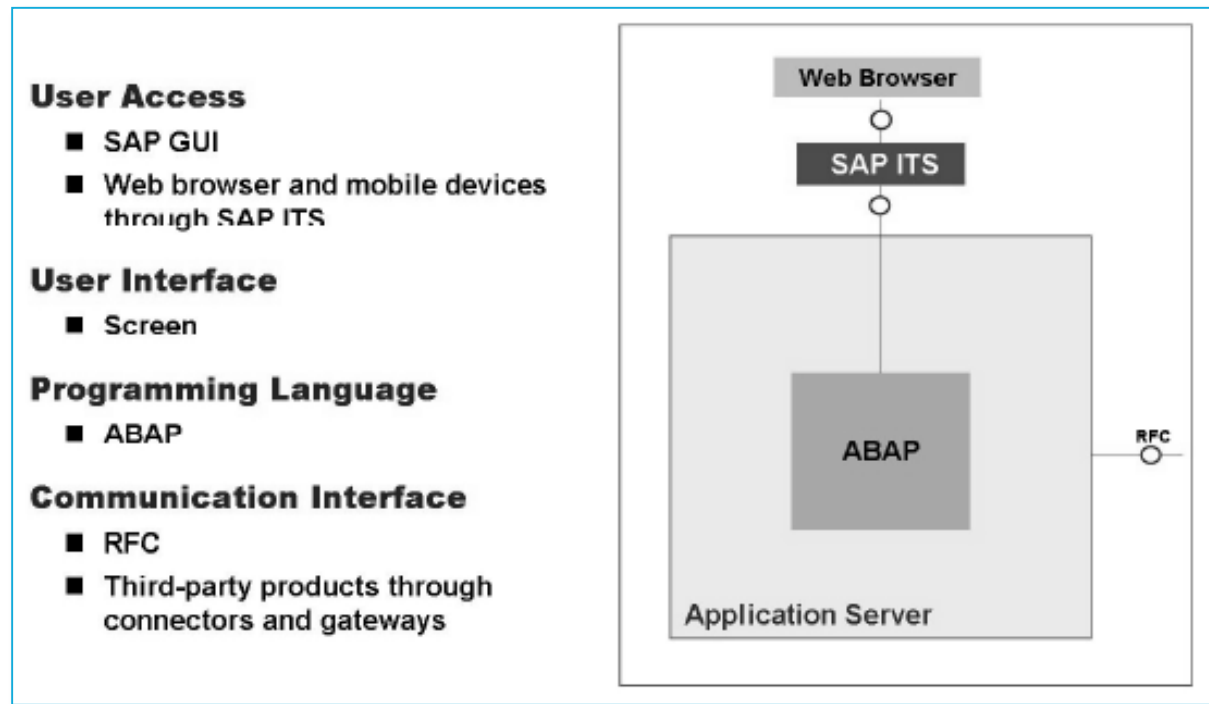 User Access
■ SAP GUI
■ Web browser and mobile devices
through SAP ITS
User Interface
■ Screen
Programming Language
■ ABAP
Communication Interface
■ RFC
■ Third-party products through
connectors and gateways
Web Browser
SAP ITS
ABAP
RFC
Application Server